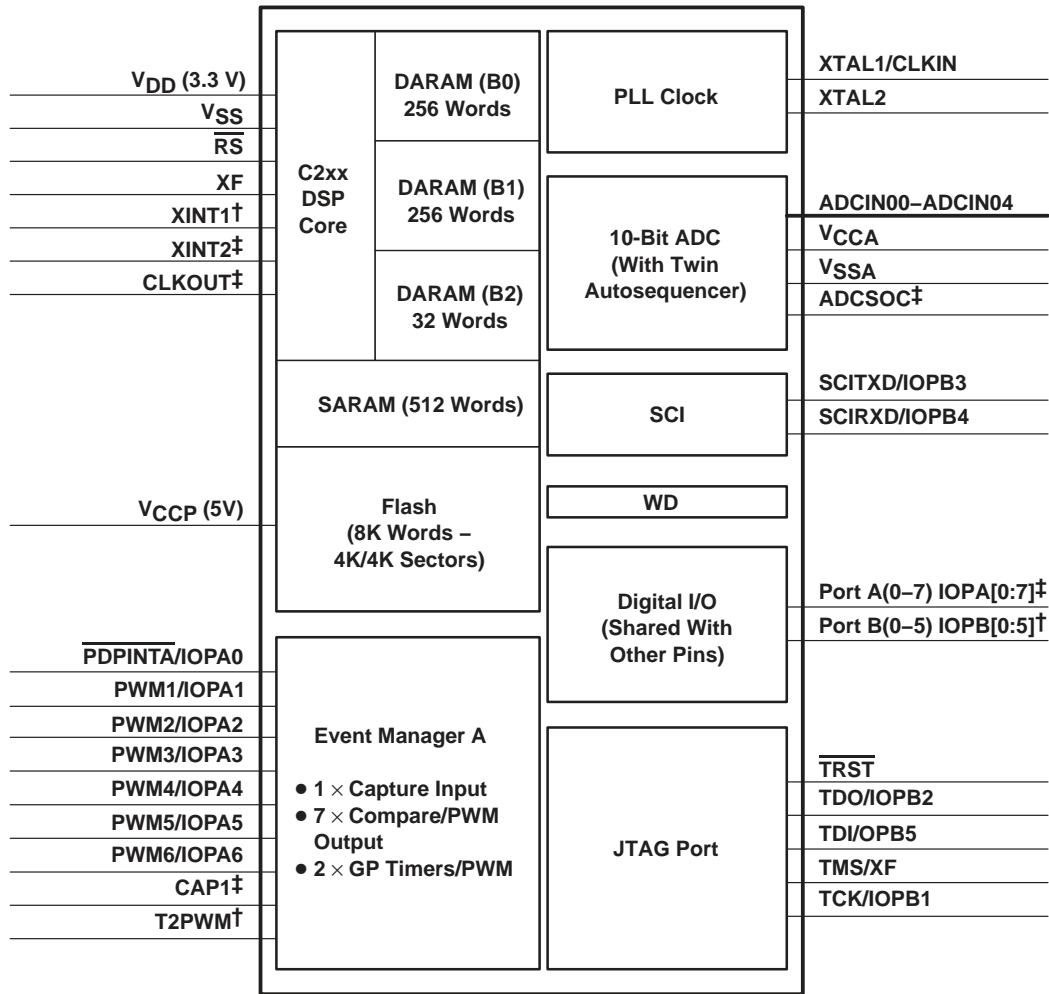 VDD (3.3 V)
VSS
RS
XF
XINT1†
XINT2‡
CLKOUT‡
VCCP (5V)
PDPINTA/IOPA0
PWM1/IOPA1
PWM2/IOPA2
PWM3/IOPA3
PWM4/IOPA4
PWM5/IOPA5
PWM6/IOPA6
CAP1‡
T2PWM†
C2xx
DSP
Core
DARAM (B0)
256 Words
DARAM (B1)
256 Words
DARAM (B2)
32 Words
SARAM (512 Words)
Flash
(8K Words –
4K/4K Sectors)
Event Manager A
● 1 × Capture Input
● 7 × Compare/PWM
Output
● 2 × GP Timers/PWM
PLL Clock
10-Bit ADC
(With Twin
Autosequencer)
SCI
WD
Digital I/O
(Shared With
Other Pins)
JTAG Port
XTAL1/CLKIN
XTAL2
ADCIN00–ADCIN04
VCCA
VSSA
ADCSOC‡
SCITXD/IOPB3
SCIRXD/IOPB4
Port A(0–7) IOPA[0:7]‡
Port B(0–5) IOPB[0:5]†
TRST
TDO/IOPB2
TDI/OPB5
TMS/XF
TCK/IOPB1